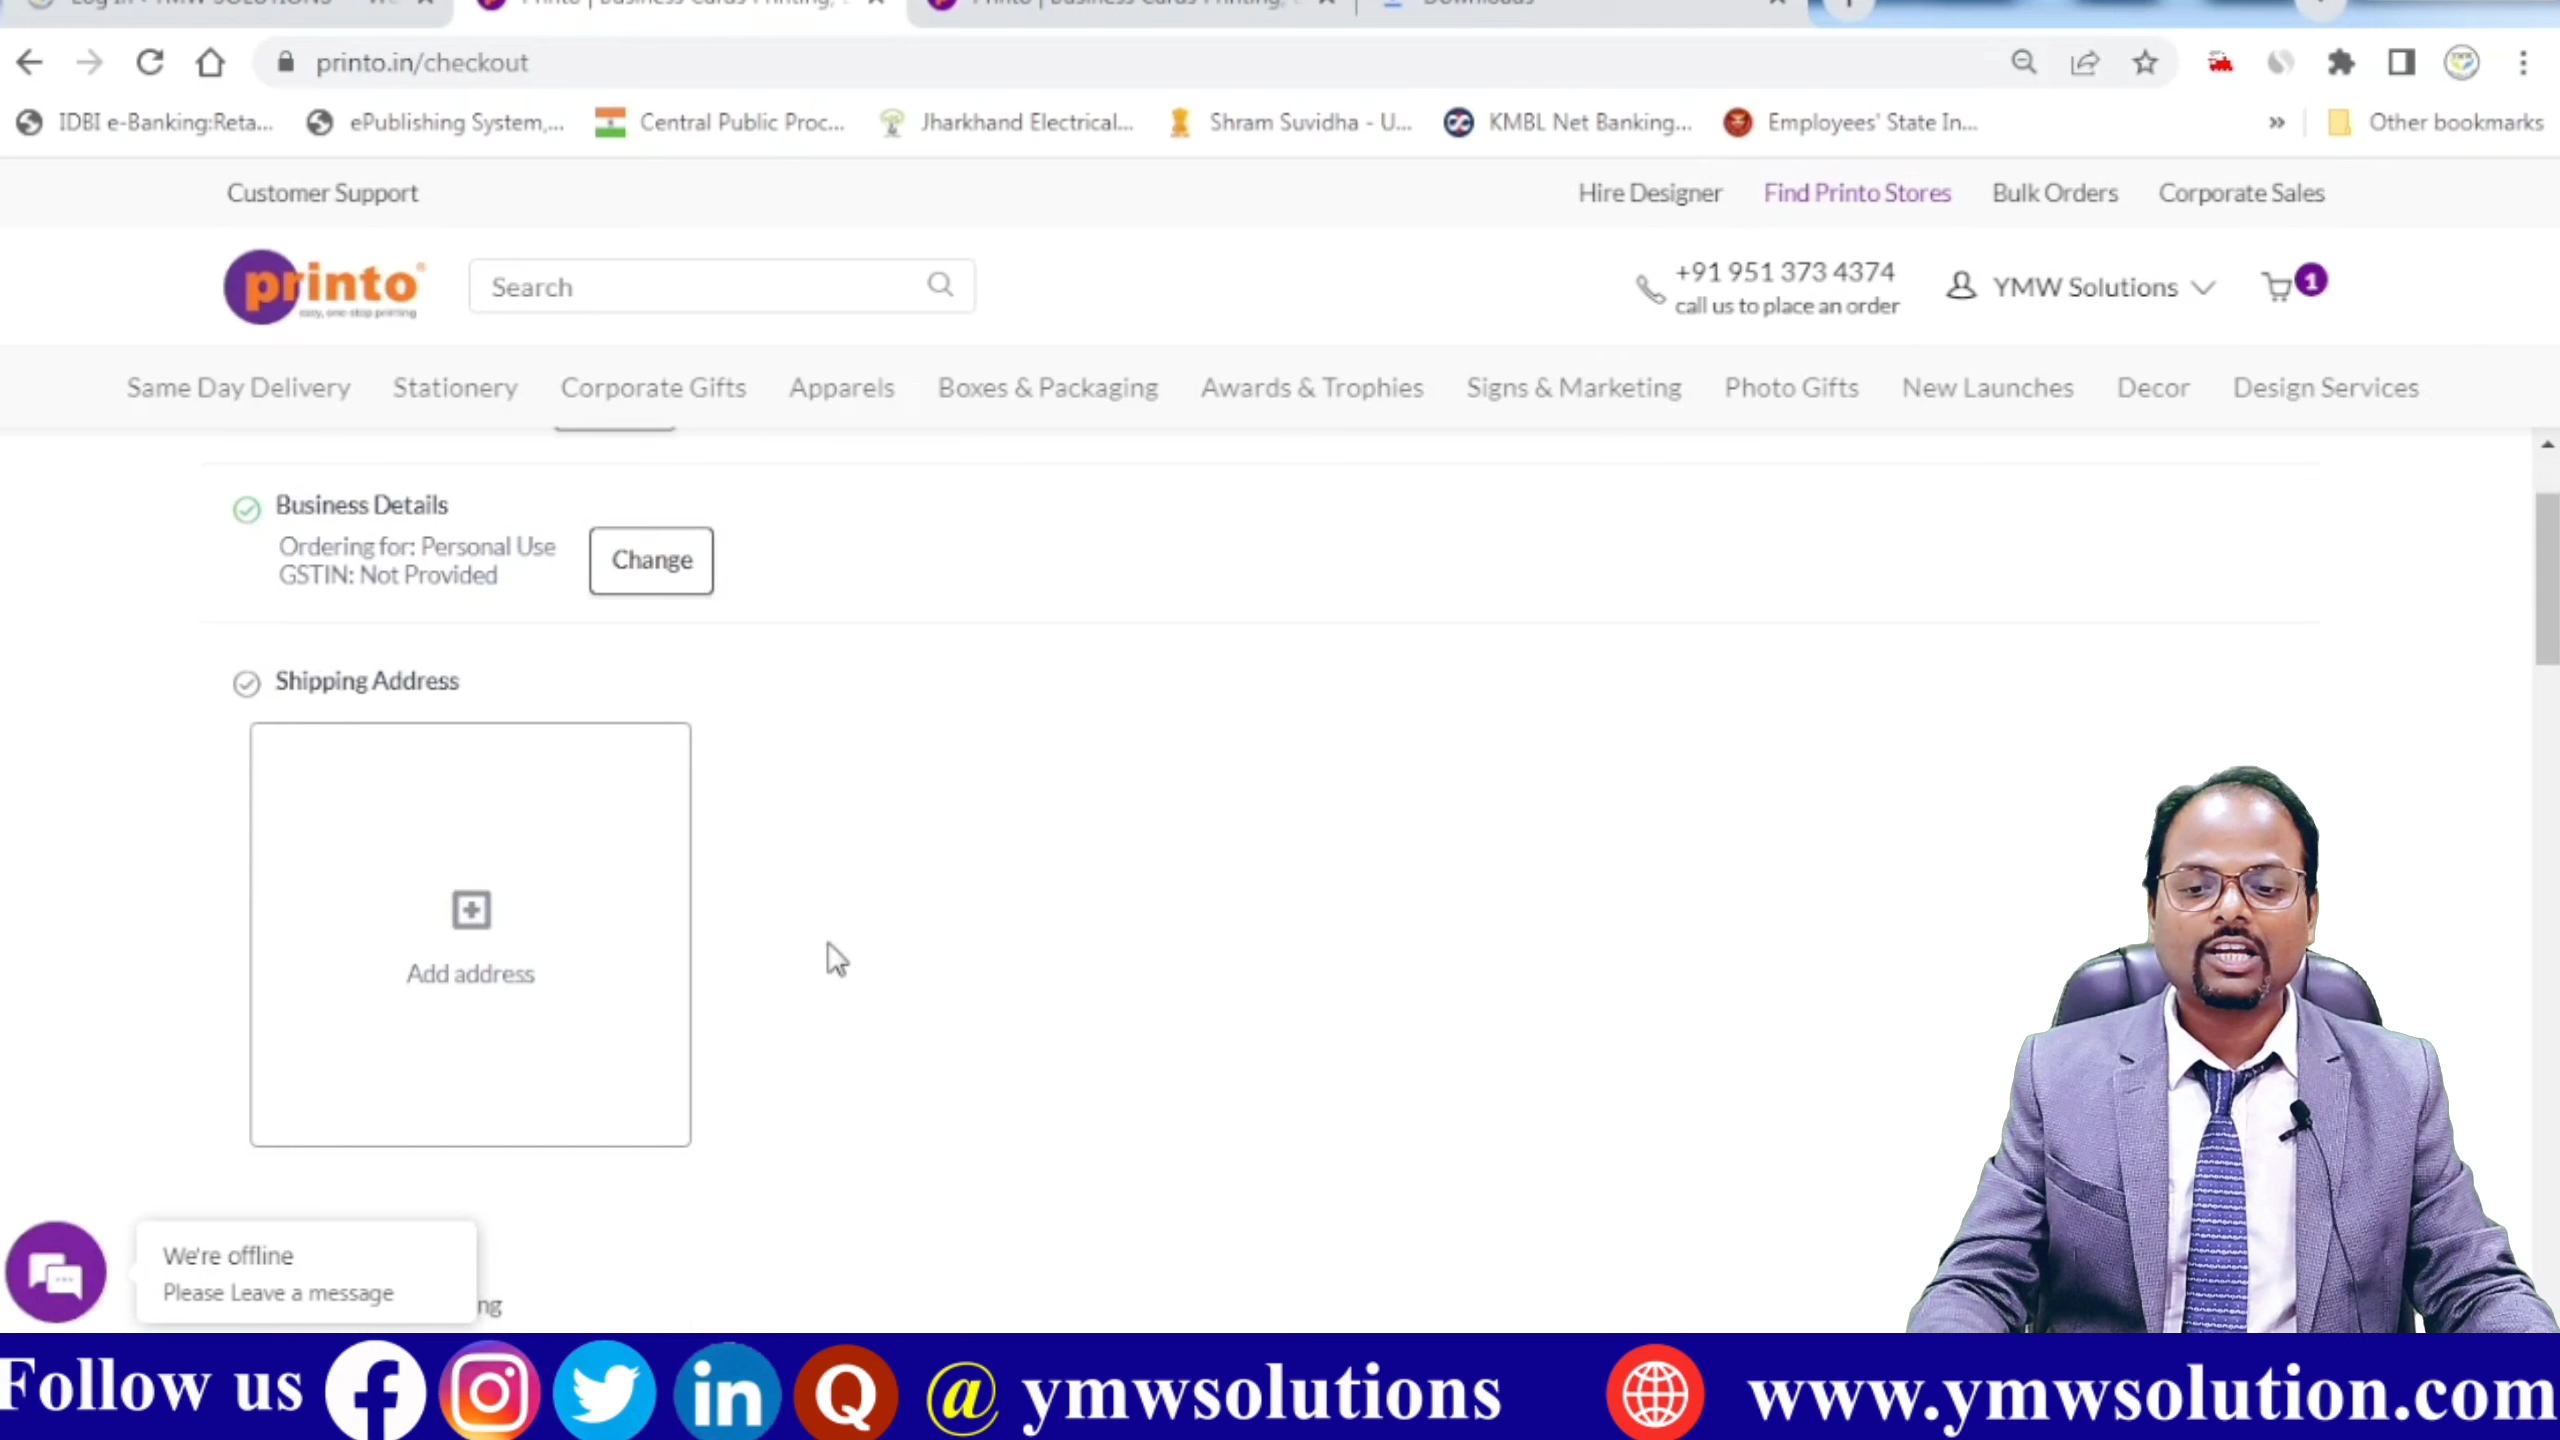 printo.in/checkout
IDBI e-Banking:Reta...
ePublishing System,...
Central Public Proc...
Jharkhand Electrical...
Shram Suvidha - U...
KMBL Net Banking...
Employees' State In...
»
Other bookmarks
Customer Support
Hire Designer
Find Printo Stores
Bulk Orders
Corporate Sales
printo
easy, one stop printing
Search
+91 951 373 4374
call us to place an order
YMW Solutions
1
Same Day Delivery
Stationery
Corporate Gifts
Apparels
Boxes & Packaging
Awards & Trophies
Signs & Marketing
Photo Gifts
New Launches
Decor
Design Services
Business Details
Ordering for: Personal Use
GSTIN: Not Provided
Change
Shipping Address
Add address
We're offline
Please Leave a message
ng
Follow us
@ ymwsolutions
www.ymwsolution.com